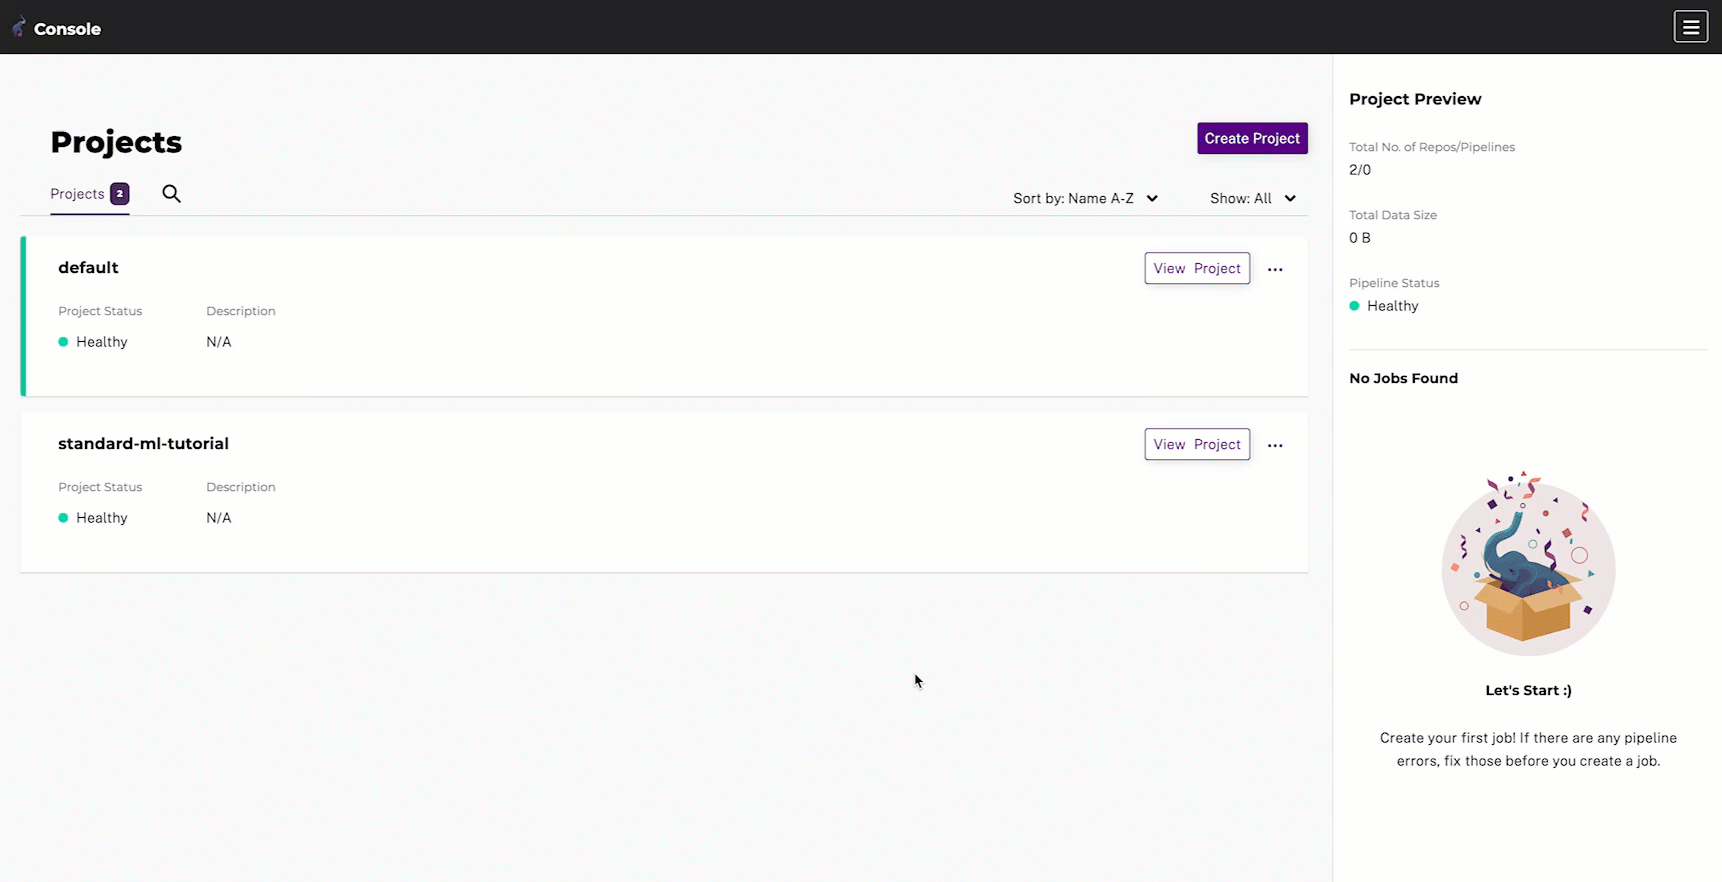 Console
Projects
Create Project
Projects 2
Sort by: Name A-Z
Show: All
default
View Project
Project Status
Description
Healthy
N/A
standard-ml-tutorial
View Project
Project Status
Description
Healthy
N/A
Project Preview
Total No. of Repos/Pipelines
2/0
Total Data Size
0 B
Pipeline Status
Healthy
No Jobs Found
Let's Start :)
Create your first job! If there are any pipeline
errors, fix those before you create a job.